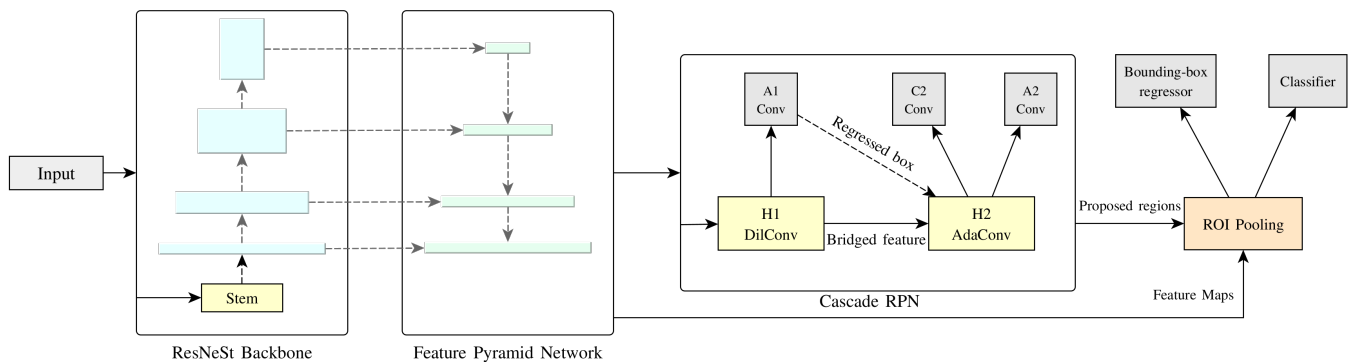 Input
Stem
ResNeSt Backbone
Feature Pyramid Network
A1
Conv
C2
Conv
A2
Conv
Regressed box
H1
DilConv
Bridged feature
H2
AdaConv
Cascade RPN
Bounding-box
regressor
Classifier
Proposed regions
ROI Pooling
Feature Maps